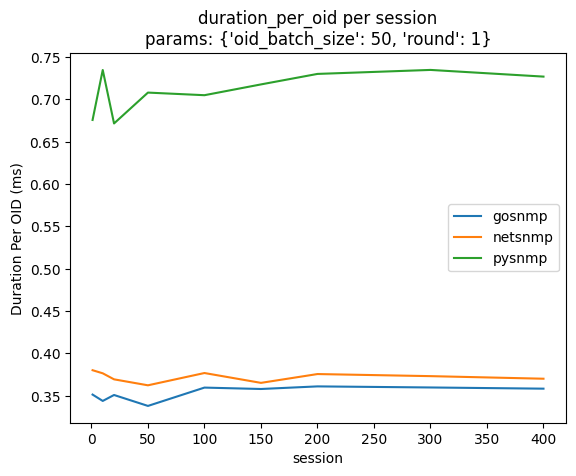 duration_per_oid per session
params: {'oid_batch_size': 50, 'round': 1}
Duration Per OID (ms)
0.75
0.70
0.65
0.60
0.55
0.50
0.45
0.40
0.35
gosnmp
netsnmp
pysnmp
0 50 100 150 200 250 300 350 400
session